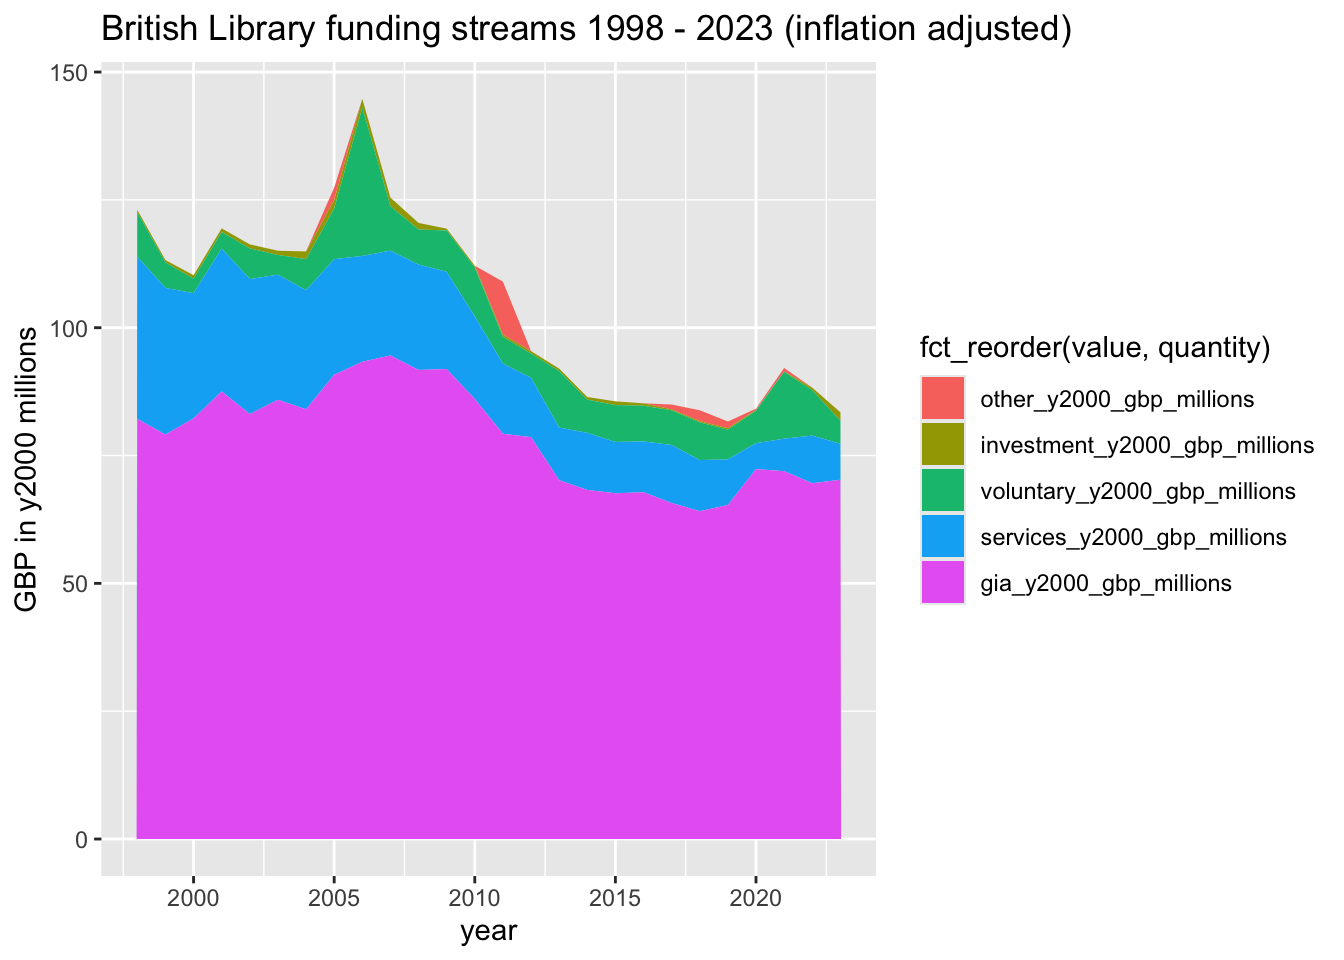 British Library funding streams 1998 - 2023 (inflation adjusted)
150
100
50
0
GBP in y2000 millions
2000
2005
2010
2015
2020
year
fct_reorder(value, quantity)
other_y2000_gbp_millions
investment_y2000_gbp_millions
voluntary_y2000_gbp_millions
services_y2000_gbp_millions
gia_y2000_gbp_millions